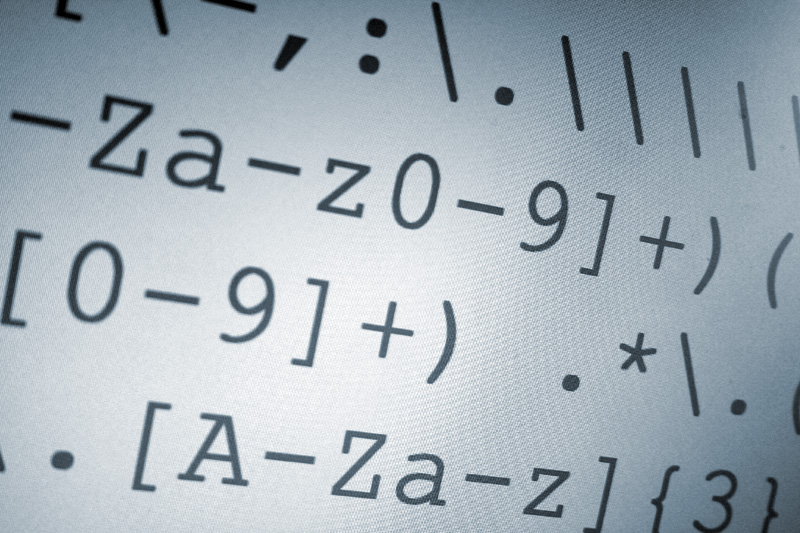 [\-,:\.\||||
-Za-z0-9]+)(
[0-9]+) .*\.(
\.[A-Za-z]{3}